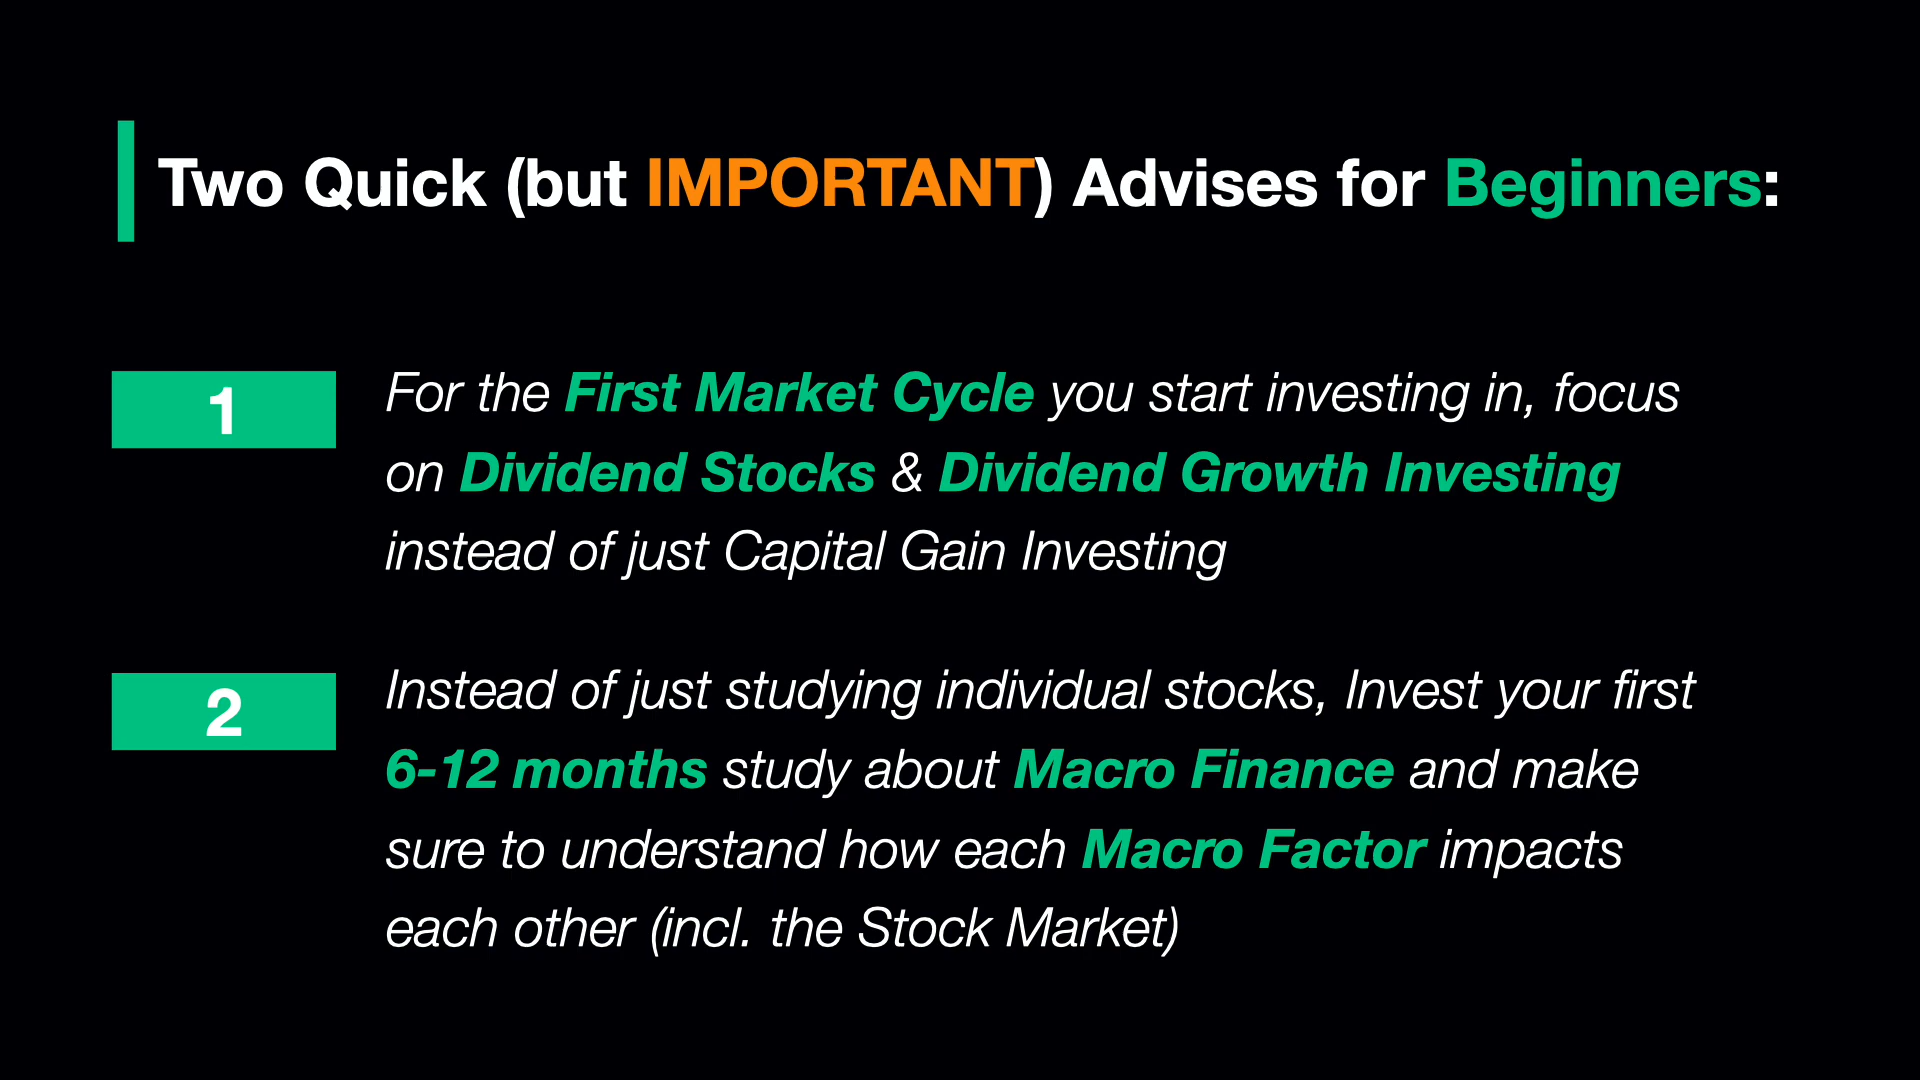 Two Quick (but IMPORTANT) Advises for Beginners:
1
For the First Market Cycle you start investing in, focus
on Dividend Stocks & Dividend Growth Investing
instead of just Capital Gain Investing
2
Instead of just studying individual stocks, Invest your first
6-12 months study about Macro Finance and make
sure to understand how each Macro Factor impacts
each other (incl. the Stock Market)